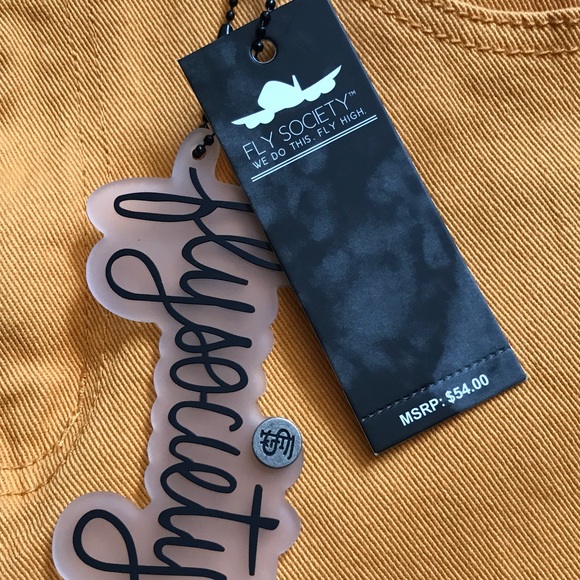 FLY SOCIETY™
WE DO THIS. FLY HIGH.
MSRP: $54.00
flysociety